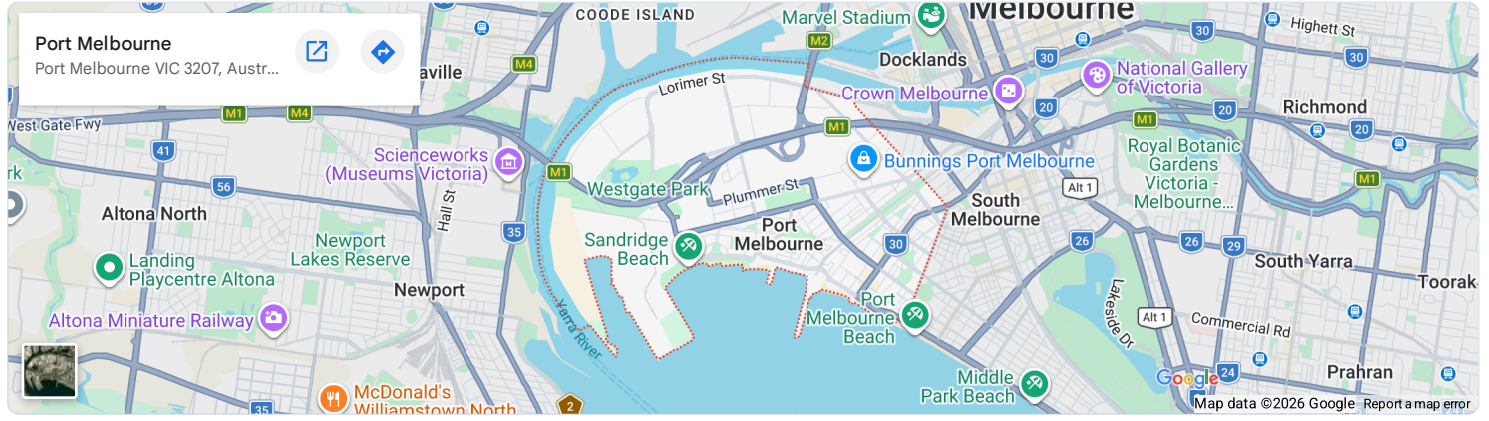 Port Melbourne
Port Melbourne VIC 3207, Austr...
COODE ISLAND
Marvel Stadium
Melbourne
Highett St
30
M2
M4
aville
Docklands
30
30
Lorimer St
National Gallery
of Victoria
Crown Melbourne
20
20
Richmond
M1
M4
West Gate Fwy
M1
M1
20
41
Scienceworks
(Museums Victoria)
M1
Bunnings Port Melbourne
Royal Botanic
Gardens
Victoria -
Melbourne...
rk
M1
56
Westgate Park
Plummer St
Alt 1
Altona North
Hall St
South
Melbourne
35
Port
Melbourne
Newport
Lakes Reserve
Sandridge
Beach
30
26
26
29
South Yarra
Landing
Playcentre Altona
Newport
Toorak
Port
Melbourne
Beach
Lakeside Dr
Alt 1
Commercial Rd
Altona Miniature Railway
Yarra River
Middle
Park Beach
Google
24
Prahran
McDonald's
Williamstown North
35
2
Map data ©2026 Google
Report a map error